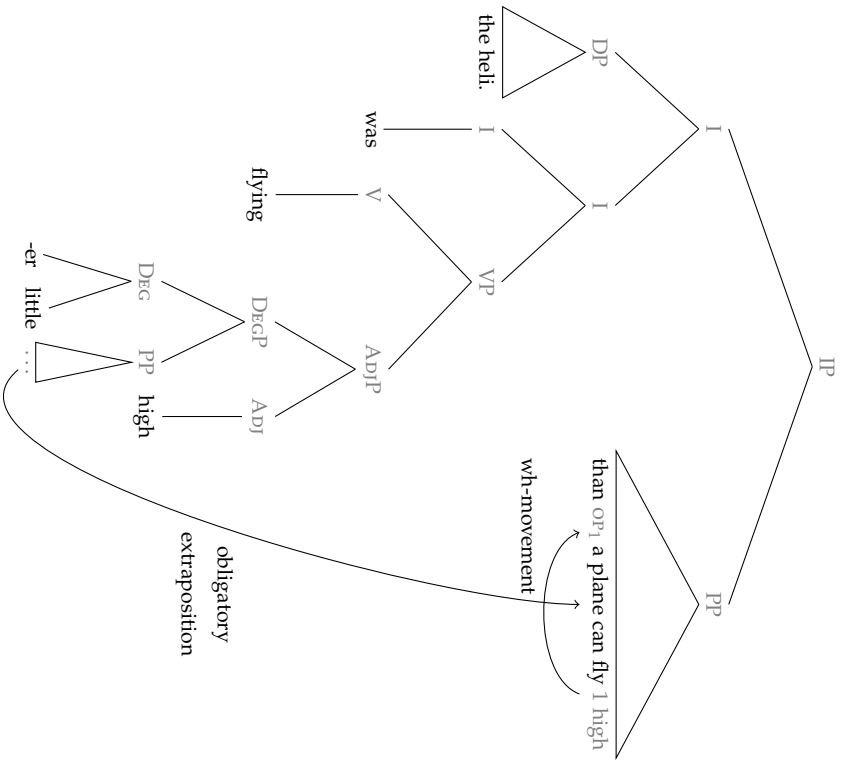 IP
I
PP
DP
I
than OP1 a plane can fly 1 high
the heli.
I
VP
wh-movement
was
V
ADJP
flying
DEGP
ADJ
obligatory
extraposition
DEG
PP
high
-er
little
...